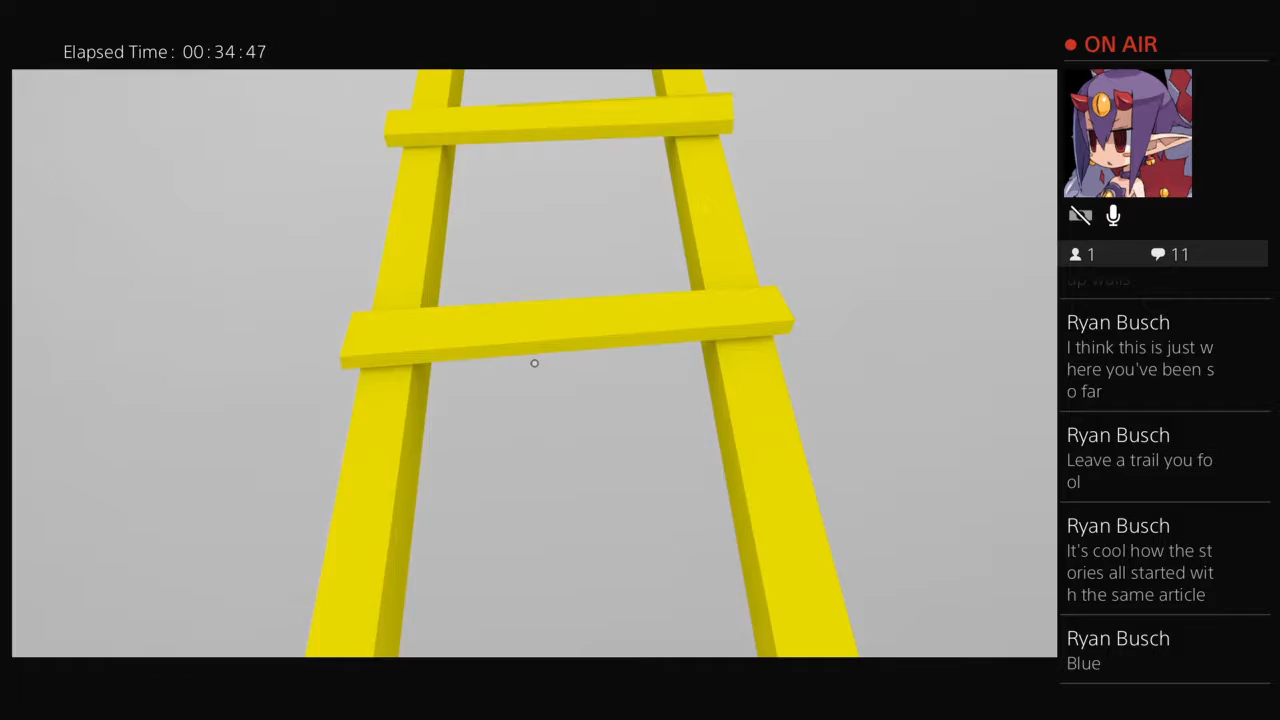 Elapsed Time: 00:34:47
ON AIR
1 11
up walls
Ryan Busch
I think this is just w
here you've been s
o far
Ryan Busch
Leave a trail you fo
ol
Ryan Busch
It's cool how the st
ories all started wit
h the same article
Ryan Busch
Blue